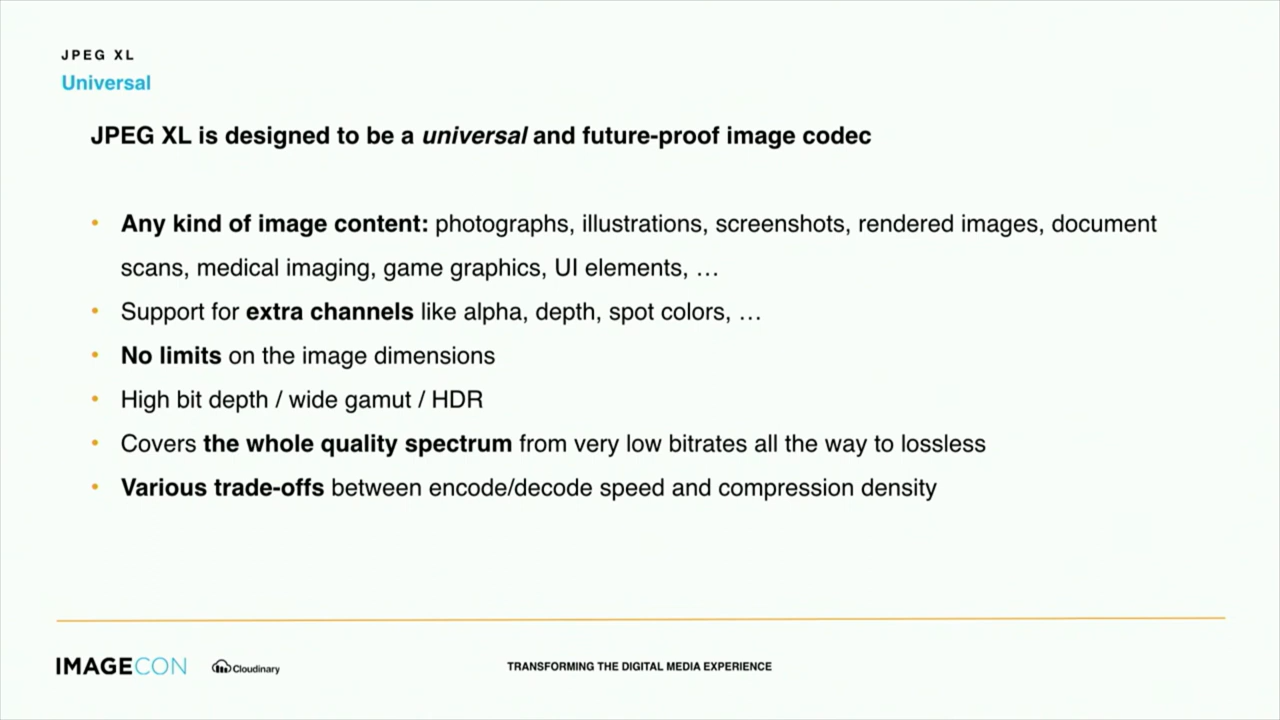 JPEG XL
Universal
JPEG XL is designed to be a universal and future-proof image codec
• Any kind of image content: photographs, illustrations, screenshots, rendered images, document
scans, medical imaging, game graphics, UI elements, …
• Support for extra channels like alpha, depth, spot colors, …
• No limits on the image dimensions
• High bit depth / wide gamut / HDR
• Covers the whole quality spectrum from very low bitrates all the way to lossless
• Various trade-offs between encode/decode speed and compression density
IMAGECON Cloudinary TRANSFORMING THE DIGITAL MEDIA EXPERIENCE